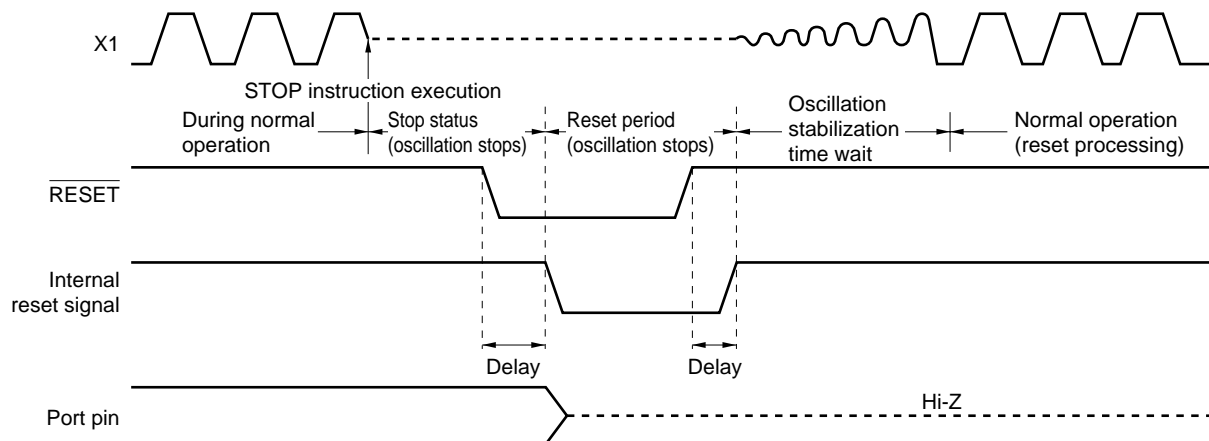 X1
STOP instruction execution
During normal
operation
Stop status
(oscillation stops)
Reset period
(oscillation stops)
Oscillation
stabilization
time wait
Normal operation
(reset processing)
RESET
Internal
reset signal
Delay
Delay
Hi-Z
Port pin